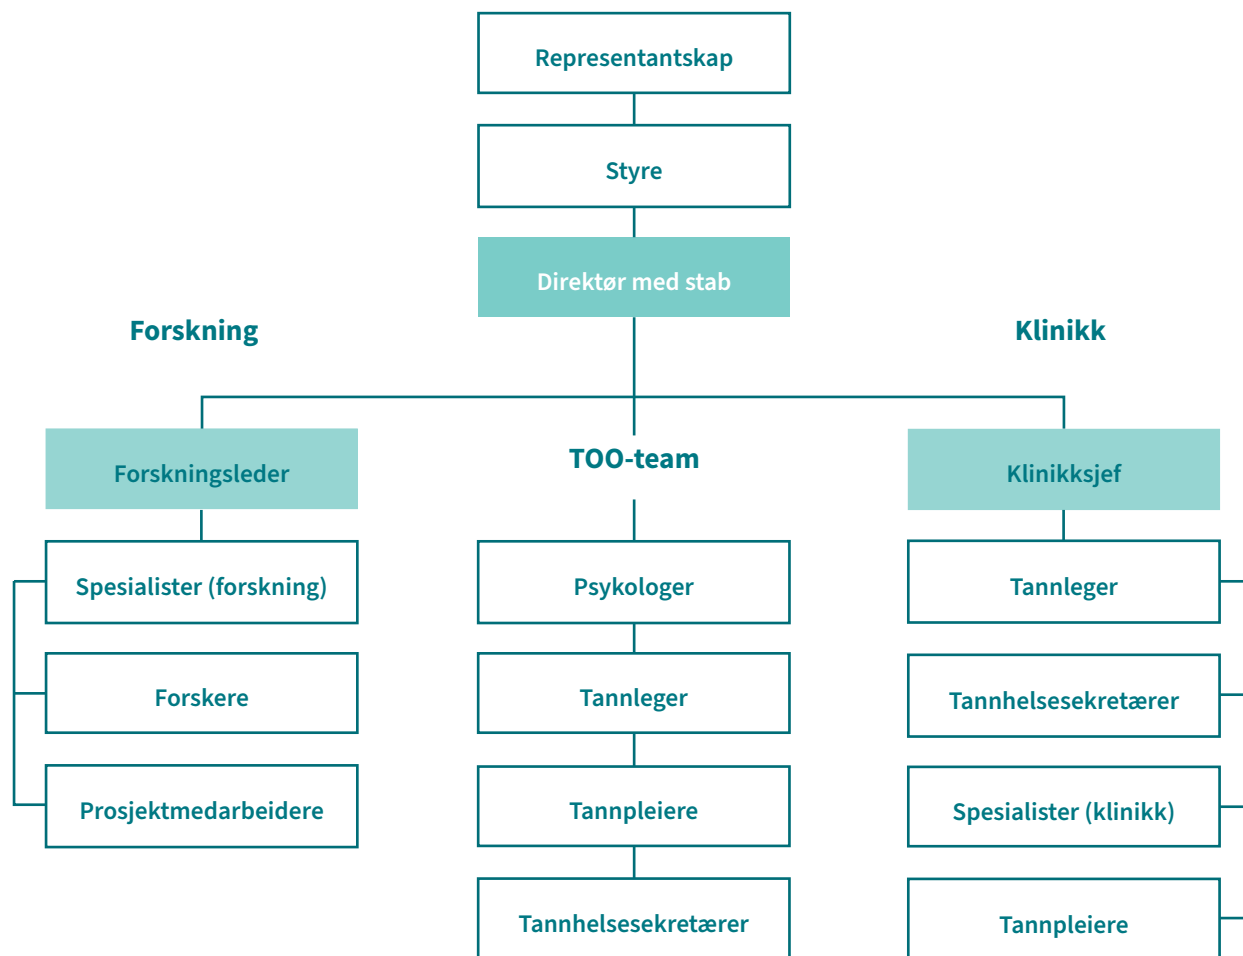 Representantskap
Styre
Direktør med stab
Forskning
Klinikk
Forskningsleder
TOO-team
Klinikksjef
Spesialister (forskning)
Psykologer
Tannleger
Forskere
Tannleger
Tannhelsesekretærer
Prosjektmedarbeidere
Tannpleiere
Spesialister (klinikk)
Tannhelsesekretærer
Tannpleiere